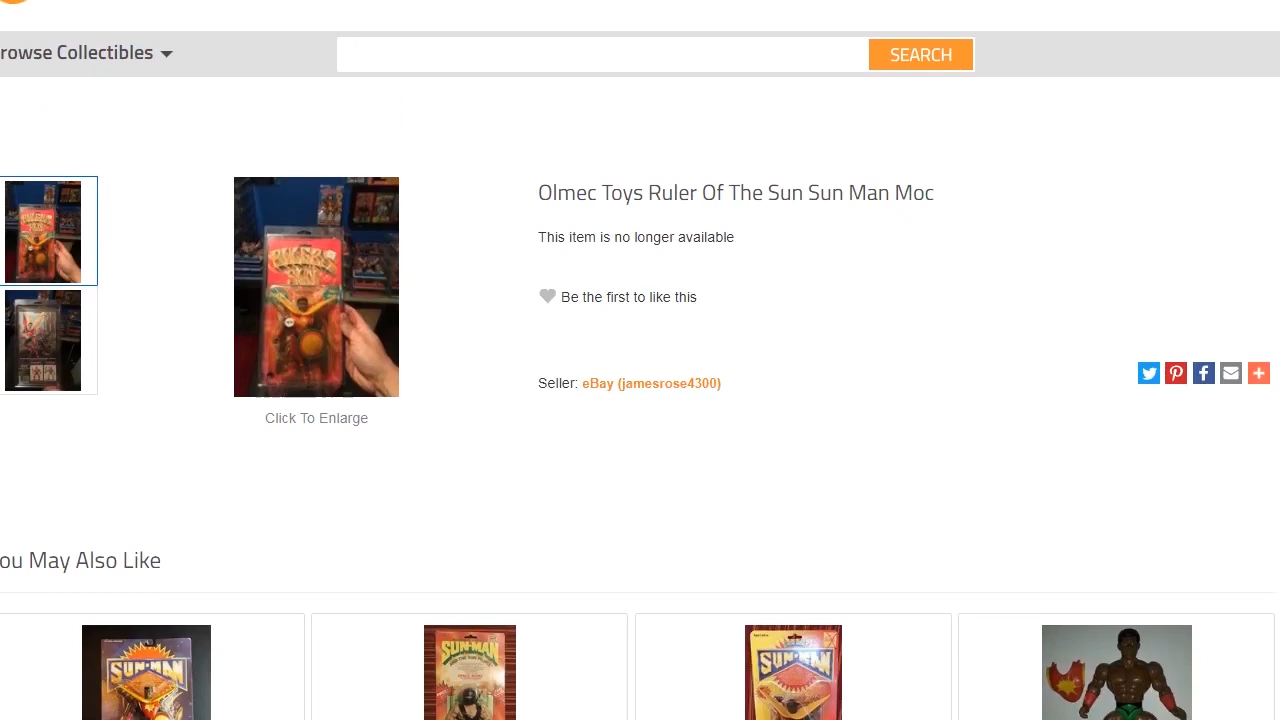 rowse Collectibles
SEARCH
Olmec Toys Ruler Of The Sun Sun Man Moc
This item is no longer available
Be the first to like this
Seller: eBay (jamesrose4300)
Click To Enlarge
ou May Also Like
SUN-MAN
SUN-MAN
SUN-MAN